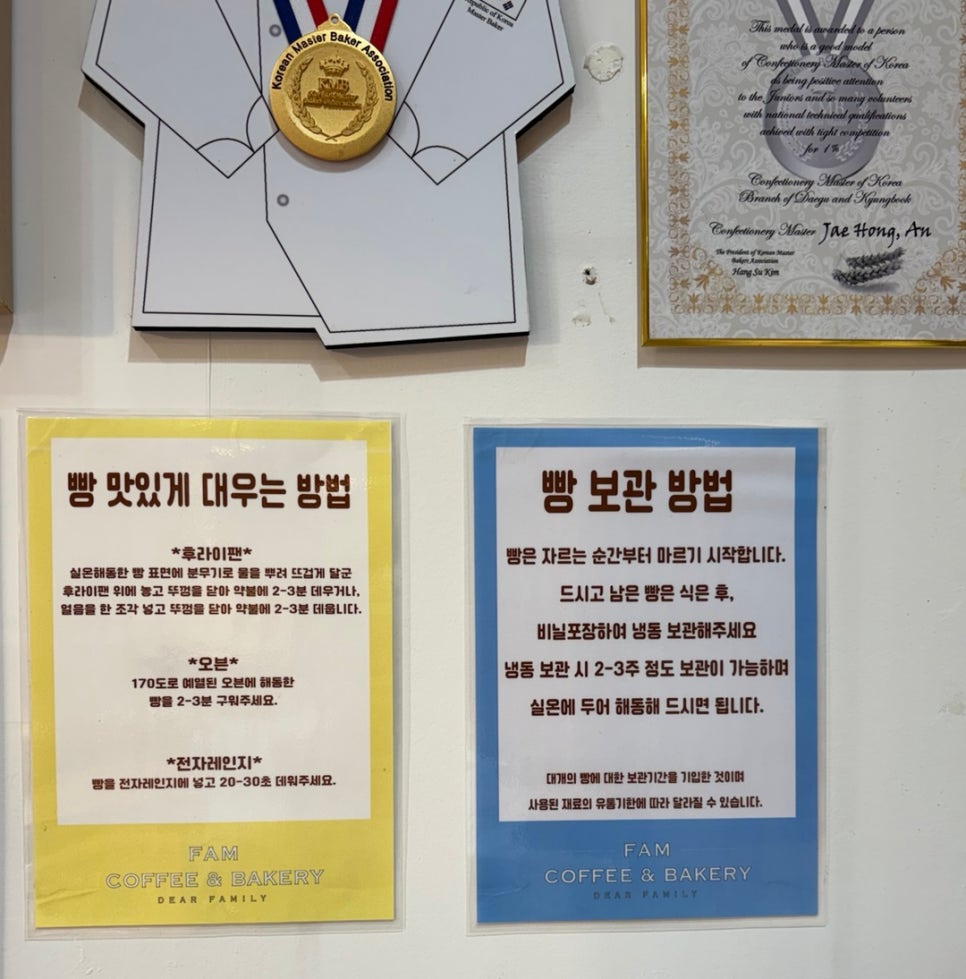 Korean Master Baker Association
KMB
Republic of Korea
Master Baker
This medal is awarded to a person
who is a good model
of Confectionery Master of Korea
as being positive attention
to the Juniors and so many volunteers
with national technical qualifications
achieved with tight competition
for 1%
Confectionery Master of Korea
Branch of Daegu and Kyungbook
Confectionery Master Jae Hong, An
The President of Korean Master
Bakers Association
Hang Su Kim
빵 맛있게 대우는 방법
*후라이팬*
실온해동한 빵 표면에 분무기로 물을 뿌려 뜨겁게 달군
후라이팬 위에 놓고 뚜껑을 닫아 약불에 2-3분 데우거나,
얼음을 한 조각 넣고 뚜껑을 닫아 약불에 2-3분 데웁니다.
*오븐*
170도로 예열된 오븐에 해동한
빵을 2-3분 구워주세요.
*전자레인지*
빵을 전자레인지에 넣고 20-30초 데워주세요.
FAM
COFFEE & BAKERY
DEAR FAMILY
빵 보관 방법
빵은 자르는 순간부터 마르기 시작합니다.
드시고 남은 빵은 식은 후,
비닐포장하여 냉동 보관해주세요
냉동 보관 시 2-3주 정도 보관이 가능하며
실온에 두어 해동해 드시면 됩니다.
대개의 빵에 대한 보관기간을 기입한 것이며
사용된 재료의 유통기한에 따라 달라질 수 있습니다.
FAM
COFFEE & BAKERY
DEAR FAMILY